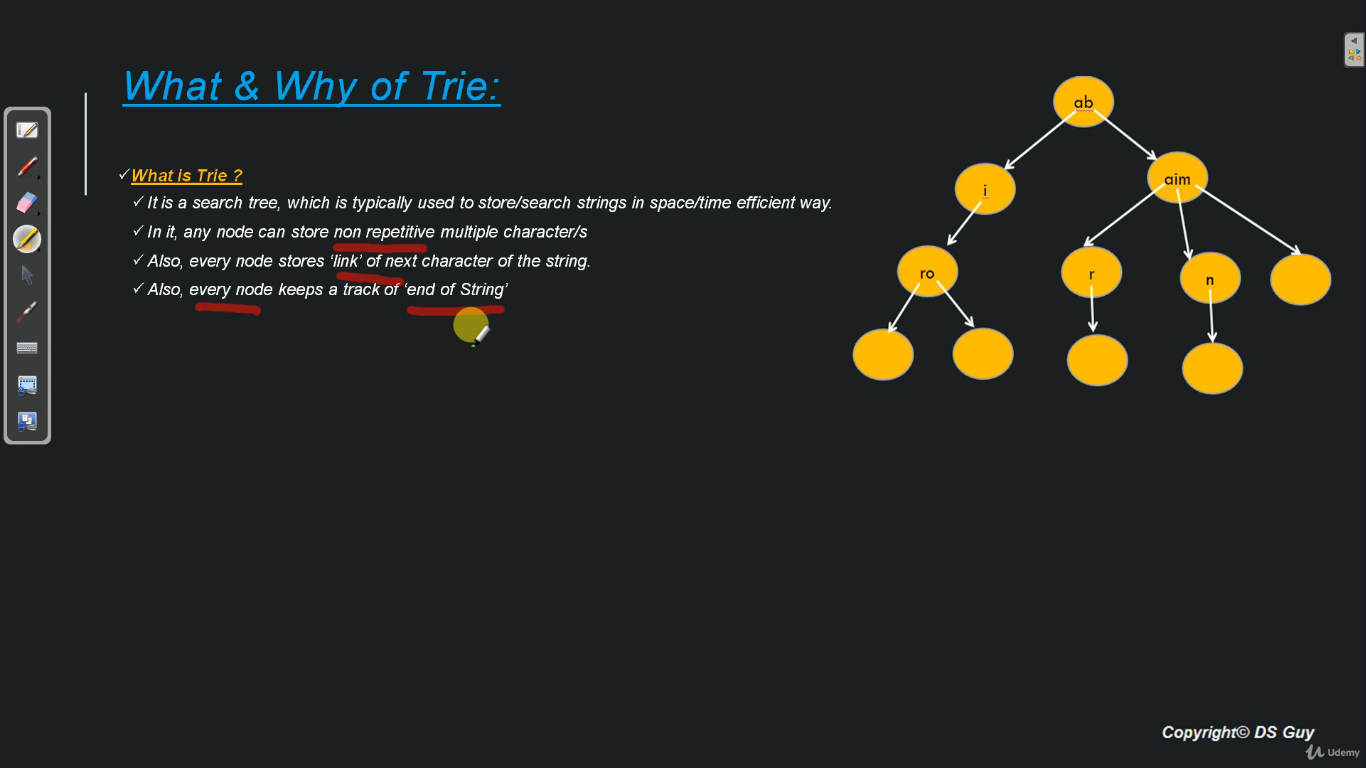 What & Why of Trie:
✓What is Trie ?
✓It is a search tree, which is typically used to store/search strings in space/time efficient way.
✓In it, any node can store non repetitive multiple character/s
✓Also, every node stores ‘link’ of next character of the string.
✓Also, every node keeps a track of ‘end of String’
ab
i
aim
ro
r
n
Copyright© DS Guy
Udemy